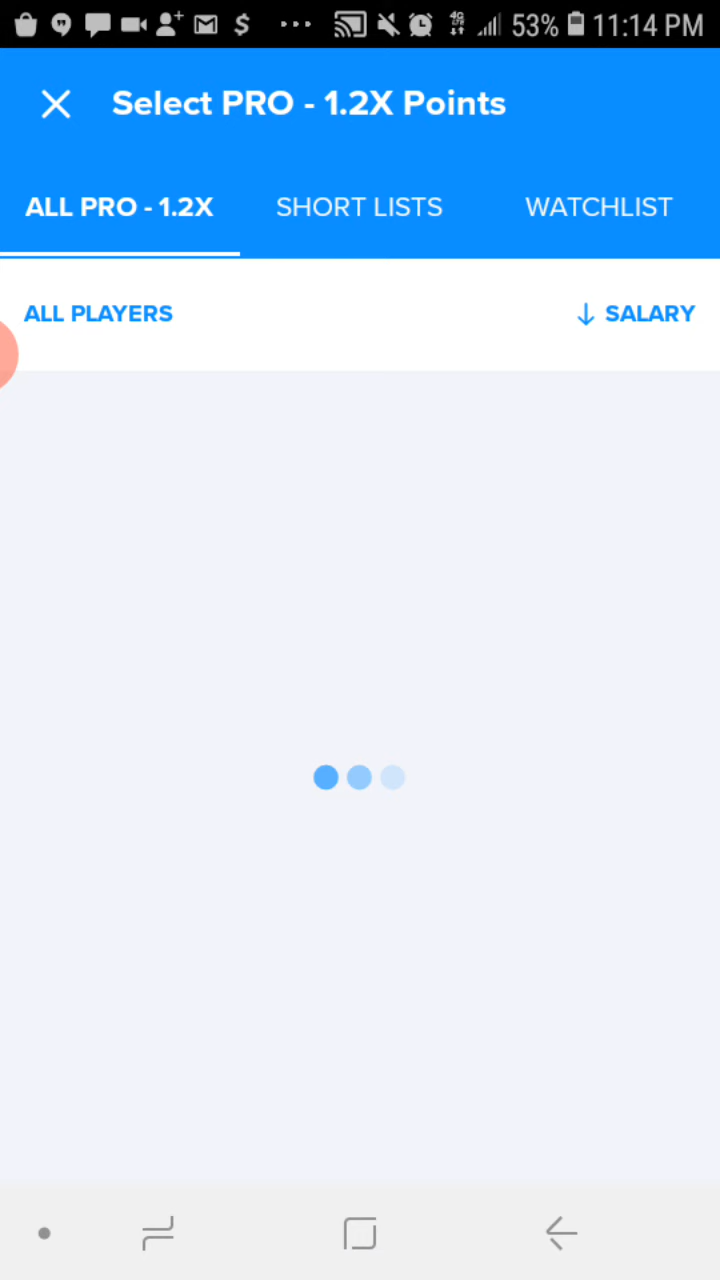 53% 11:14 PM
Select PRO - 1.2X Points
ALL PRO - 1.2X SHORT LISTS WATCHLIST
ALL PLAYERS ↓ SALARY